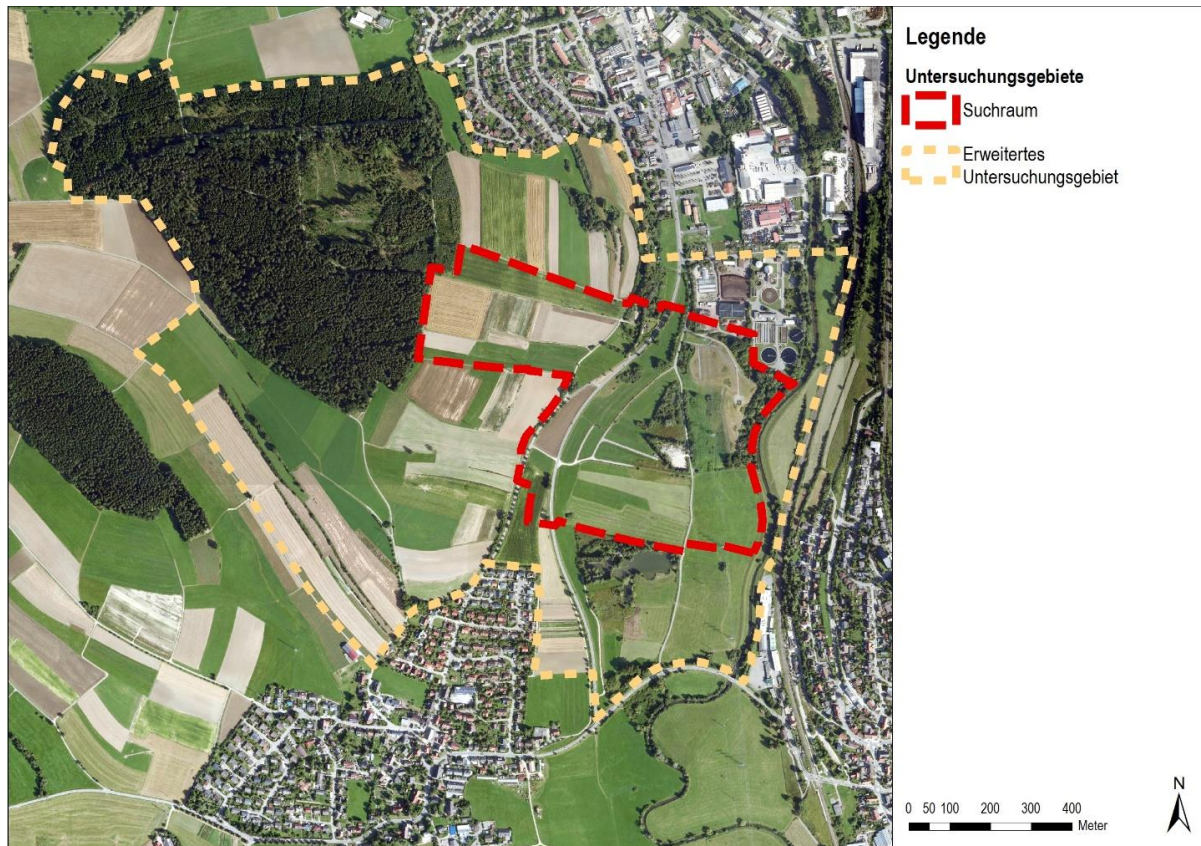 Legende
Untersuchungsgebiete
Suchraum
Erweitertes
Untersuchungsgebiet
N
0 50 100 200 300 400
Meter